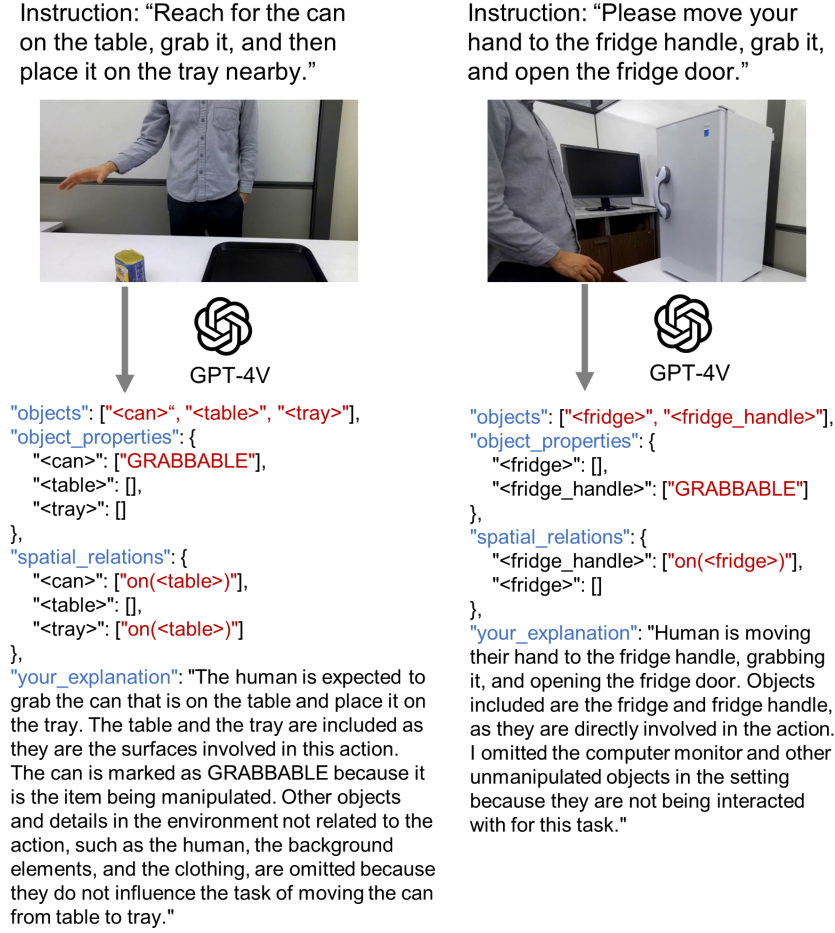 Instruction: “Reach for the can
on the table, grab it, and then
place it on the tray nearby.”
GPT-4V
"objects": ["<can>“, "<table>", "<tray>"],
"object_properties": {
"<can>": ["GRABBABLE"],
"<table>": [],
"<tray>": []
},
"spatial_relations": {
"<can>": ["on(<table>)"],
"<table>": [],
"<tray>": ["on(<table>)"]
},
"your_explanation": "The human is expected to
grab the can that is on the table and place it on
the tray. The table and the tray are included as
they are the surfaces involved in this action.
The can is marked as GRABBABLE because it
is the item being manipulated. Other objects
and details in the environment not related to the
action, such as the human, the background
elements, and the clothing, are omitted because
they do not influence the task of moving the can
from table to tray."
Instruction: “Please move your
hand to the fridge handle, grab it,
and open the fridge door.”
GPT-4V
"objects": ["<fridge>", "<fridge_handle>"],
"object_properties": {
"<fridge>": [],
"<fridge_handle>": ["GRABBABLE"]
},
"spatial_relations": {
"<fridge_handle>": ["on(<fridge>)"],
"<fridge>": []
},
"your_explanation": "Human is moving
their hand to the fridge handle, grabbing
it, and opening the fridge door. Objects
included are the fridge and fridge handle,
as they are directly involved in the action.
I omitted the computer monitor and other
unmanipulated objects in the setting
because they are not being interacted
with for this task."